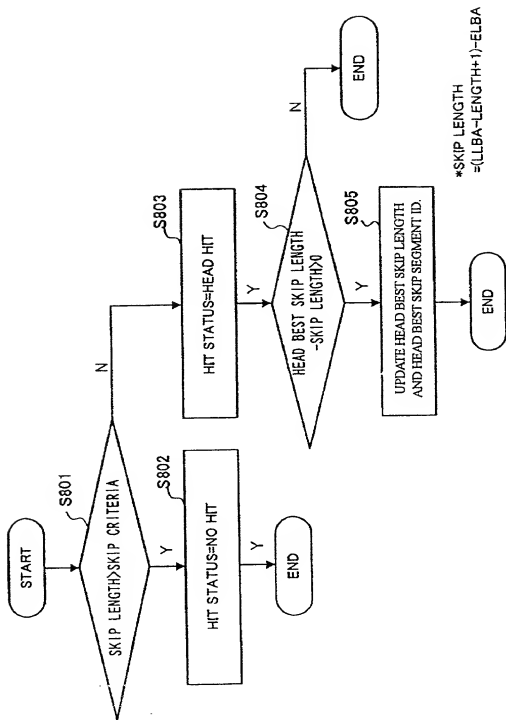 START
S801
SKIP LENGTH>SKIP CRITERIA
N
Y
S802
HIT STATUS=NO HIT
Y
END
S803
HIT STATUS=HEAD HIT
Y
S804
HEAD BEST SKIP LENGTH
-SKIP LENGTH>0
N
END
Y
S805
UPDATE HEAD BEST SKIP LENGTH
AND HEAD BEST SKIP SEGMENT ID.
END
*SKIP LENGTH
=(LLBA-LENGTH+1)-ELBA